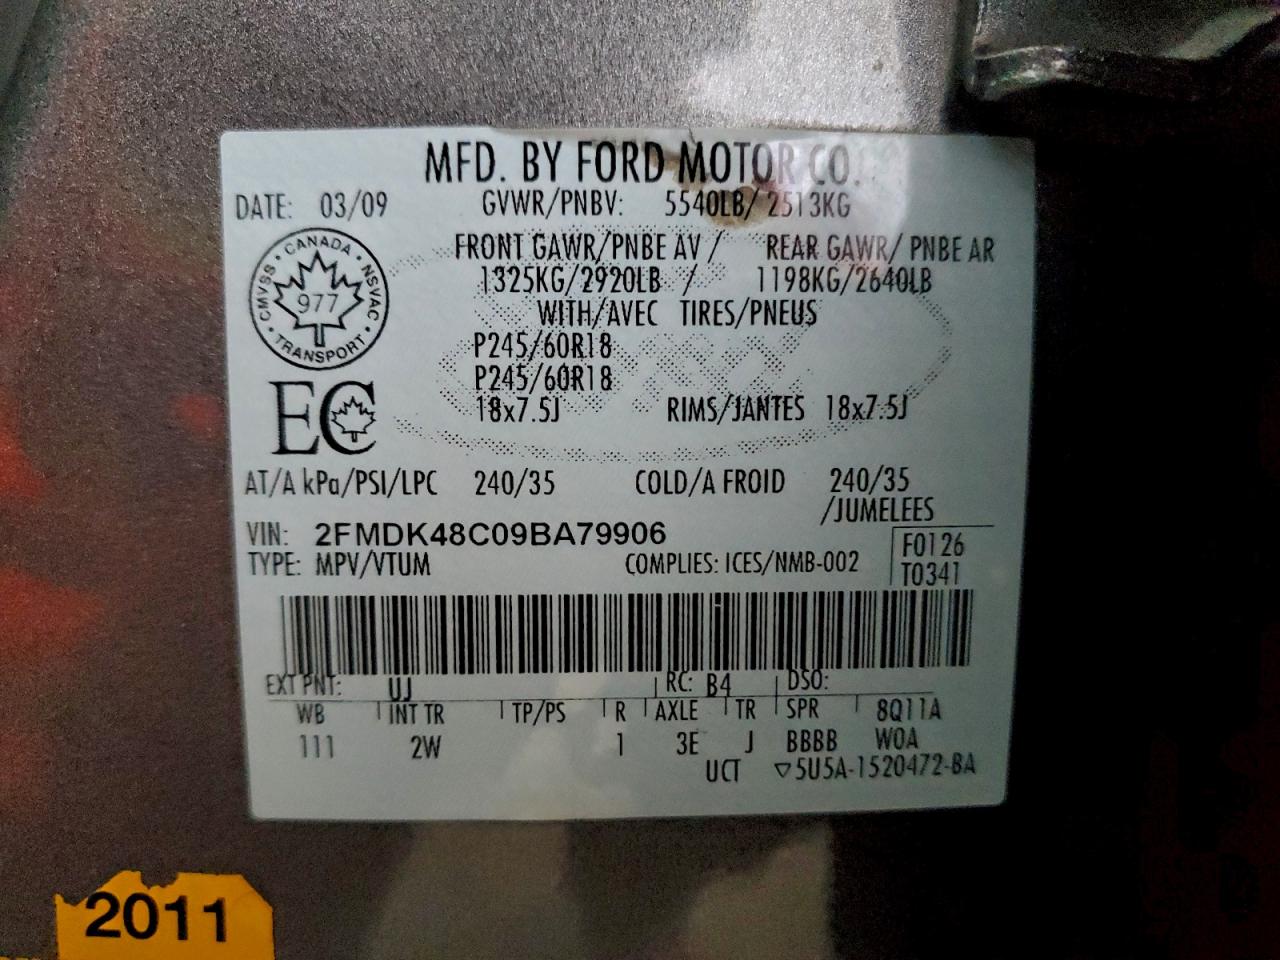 MFD. BY FORD MOTOR CO.
DATE: 03/09 GVWR/PNBV: 5540LB/ 2513KG
FRONT GAWR/PNBE AV / REAR GAWR/ PNBE AR
1325KG/2920LB / 1198KG/2640LB
WITH/AVEC TIRES/PNEUS
P245/60R18
P245/60R18
18x7.5J RIMS/JANTES 18x7.5J
CMVSS • CANADA • NSVAC • TRANSPORT •
977
EC
AT/A kPa/PSI/LPC 240/35 COLD/A FROID 240/35
/JUMELEES
VIN: 2FMDK48C09BA79906
TYPE: MPV/VTUM COMPLIES: ICES/NMB-002
F0126
T0341
EXT PNT: UJ RC: B4 DSO:
WB INT TR TP/PS R AXLE TR SPR 8Q11A
111 2W 1 3E J BBBB WOA
UCT ▽5U5A-1520472-BA
2011